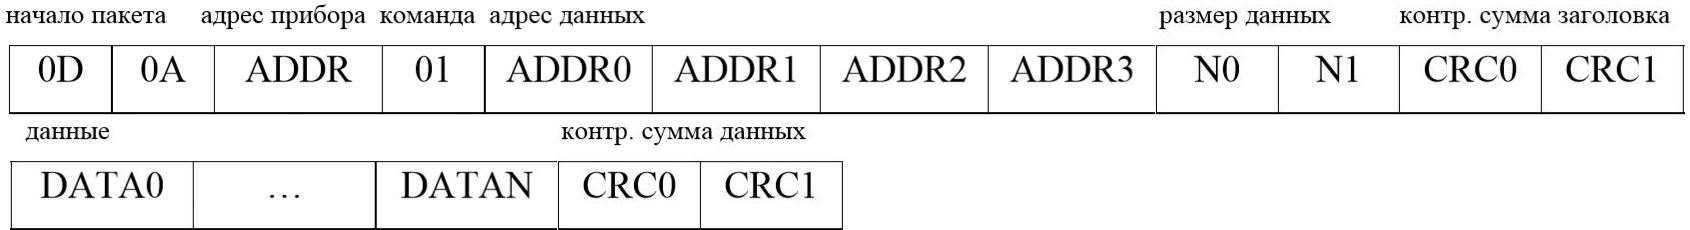 начало пакета адрес прибора команда адрес данных размер данных контр. сумма заголовка
0D 0A ADDR 01 ADDR0 ADDR1 ADDR2 ADDR3 N0 N1 CRC0 CRC1
данные контр. сумма данных
DATA0 ... DATAN CRC0 CRC1